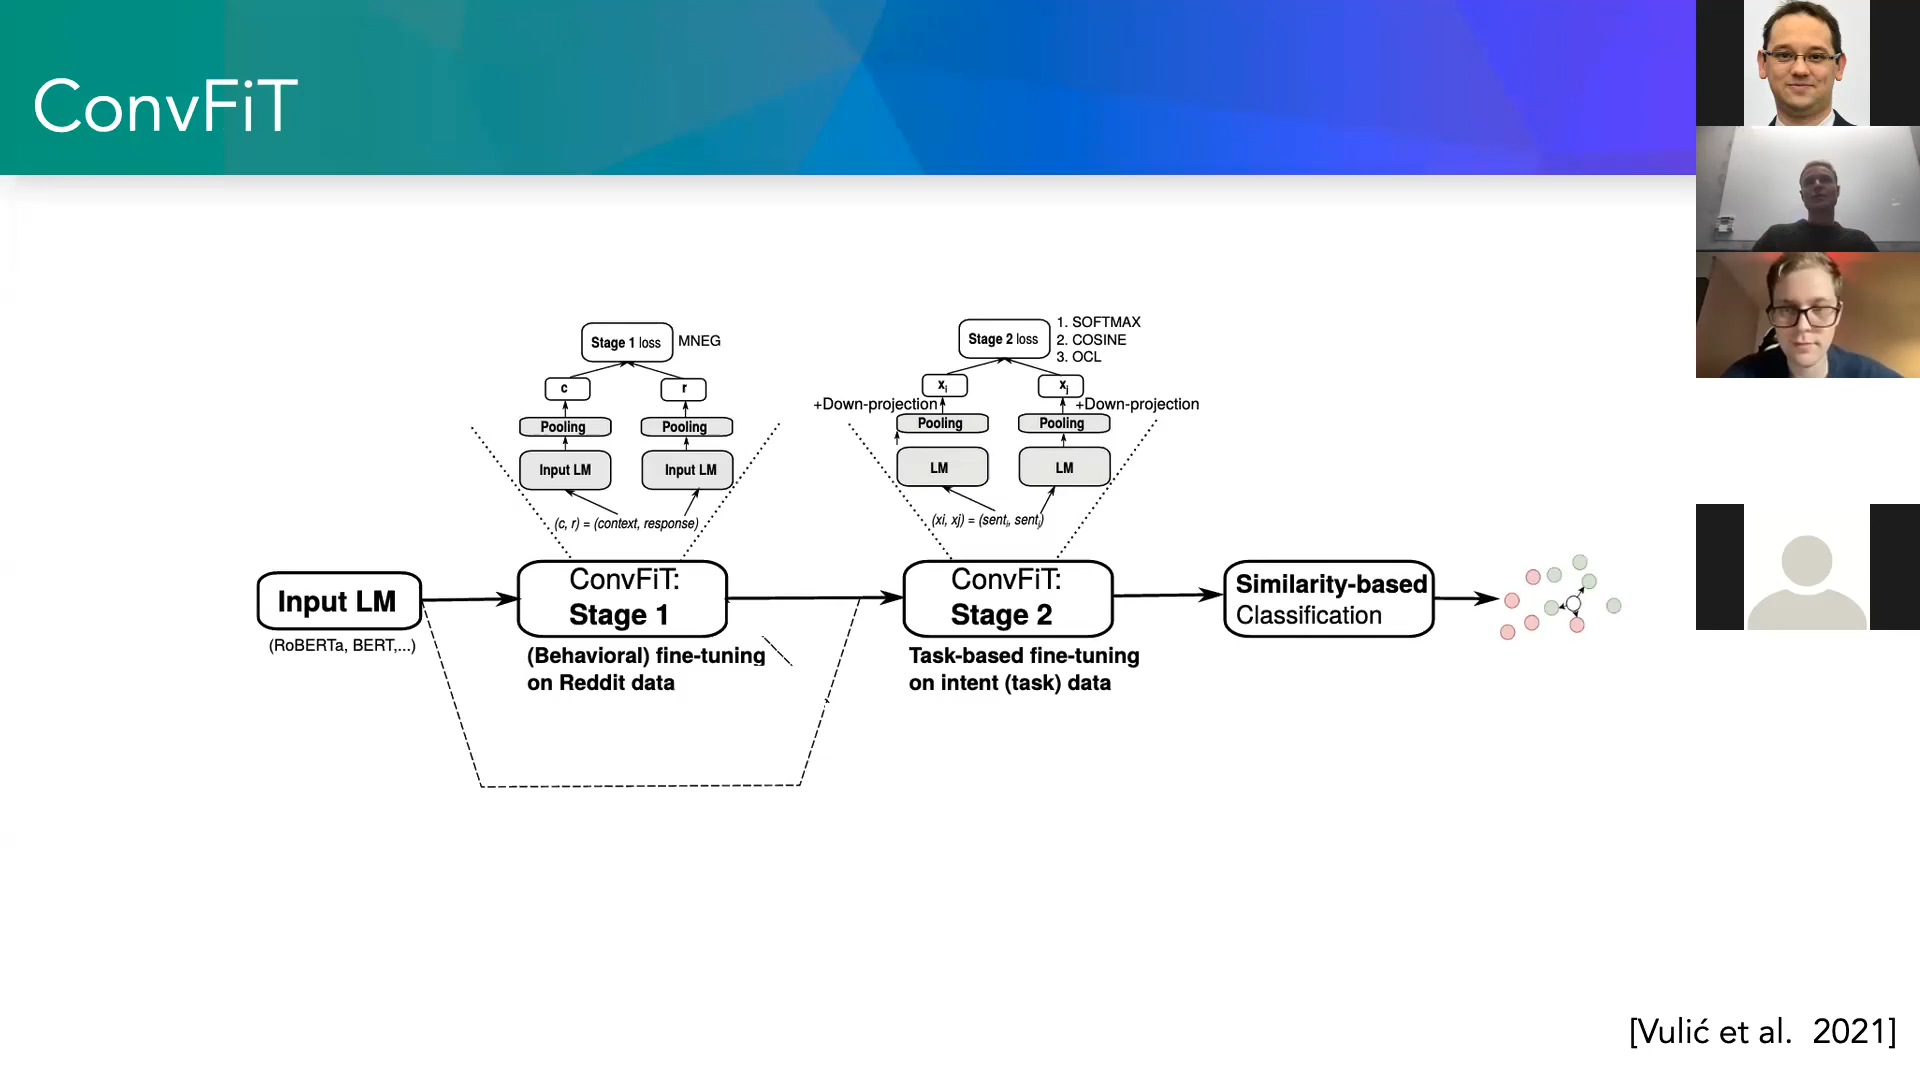 ConvFiT
Stage 1 loss MNEG
c r
Pooling Pooling
Input LM Input LM
(c, r) = (context, response)
Stage 2 loss
1. SOFTMAX
2. COSINE
3. OCL
xi xj
+Down-projection +Down-projection
Pooling Pooling
LM LM
(xi, xj) = (senti, sentj)
Input LM
(RoBERTa, BERT,...)
ConvFiT:
Stage 1
(Behavioral) fine-tuning
on Reddit data
ConvFiT:
Stage 2
Task-based fine-tuning
on intent (task) data
Similarity-based
Classification
[Vulić et al. 2021]